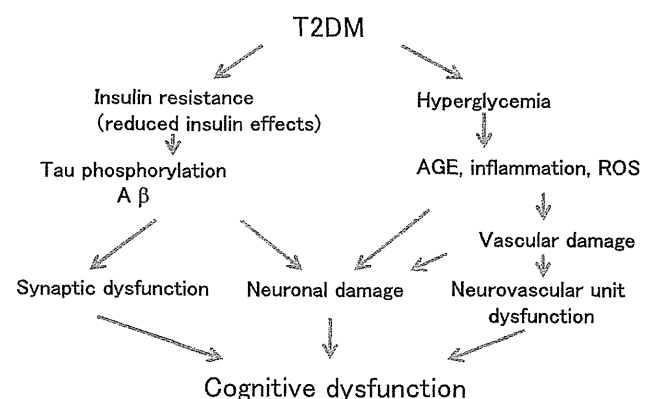 T2DM
Insulin resistance
(reduced insulin effects)
Hyperglycemia
Tau phosphorylation
A β
AGE, inflammation, ROS
Vascular damage
Synaptic dysfunction
Neuronal damage
Neurovascular unit
dysfunction
Cognitive dysfunction